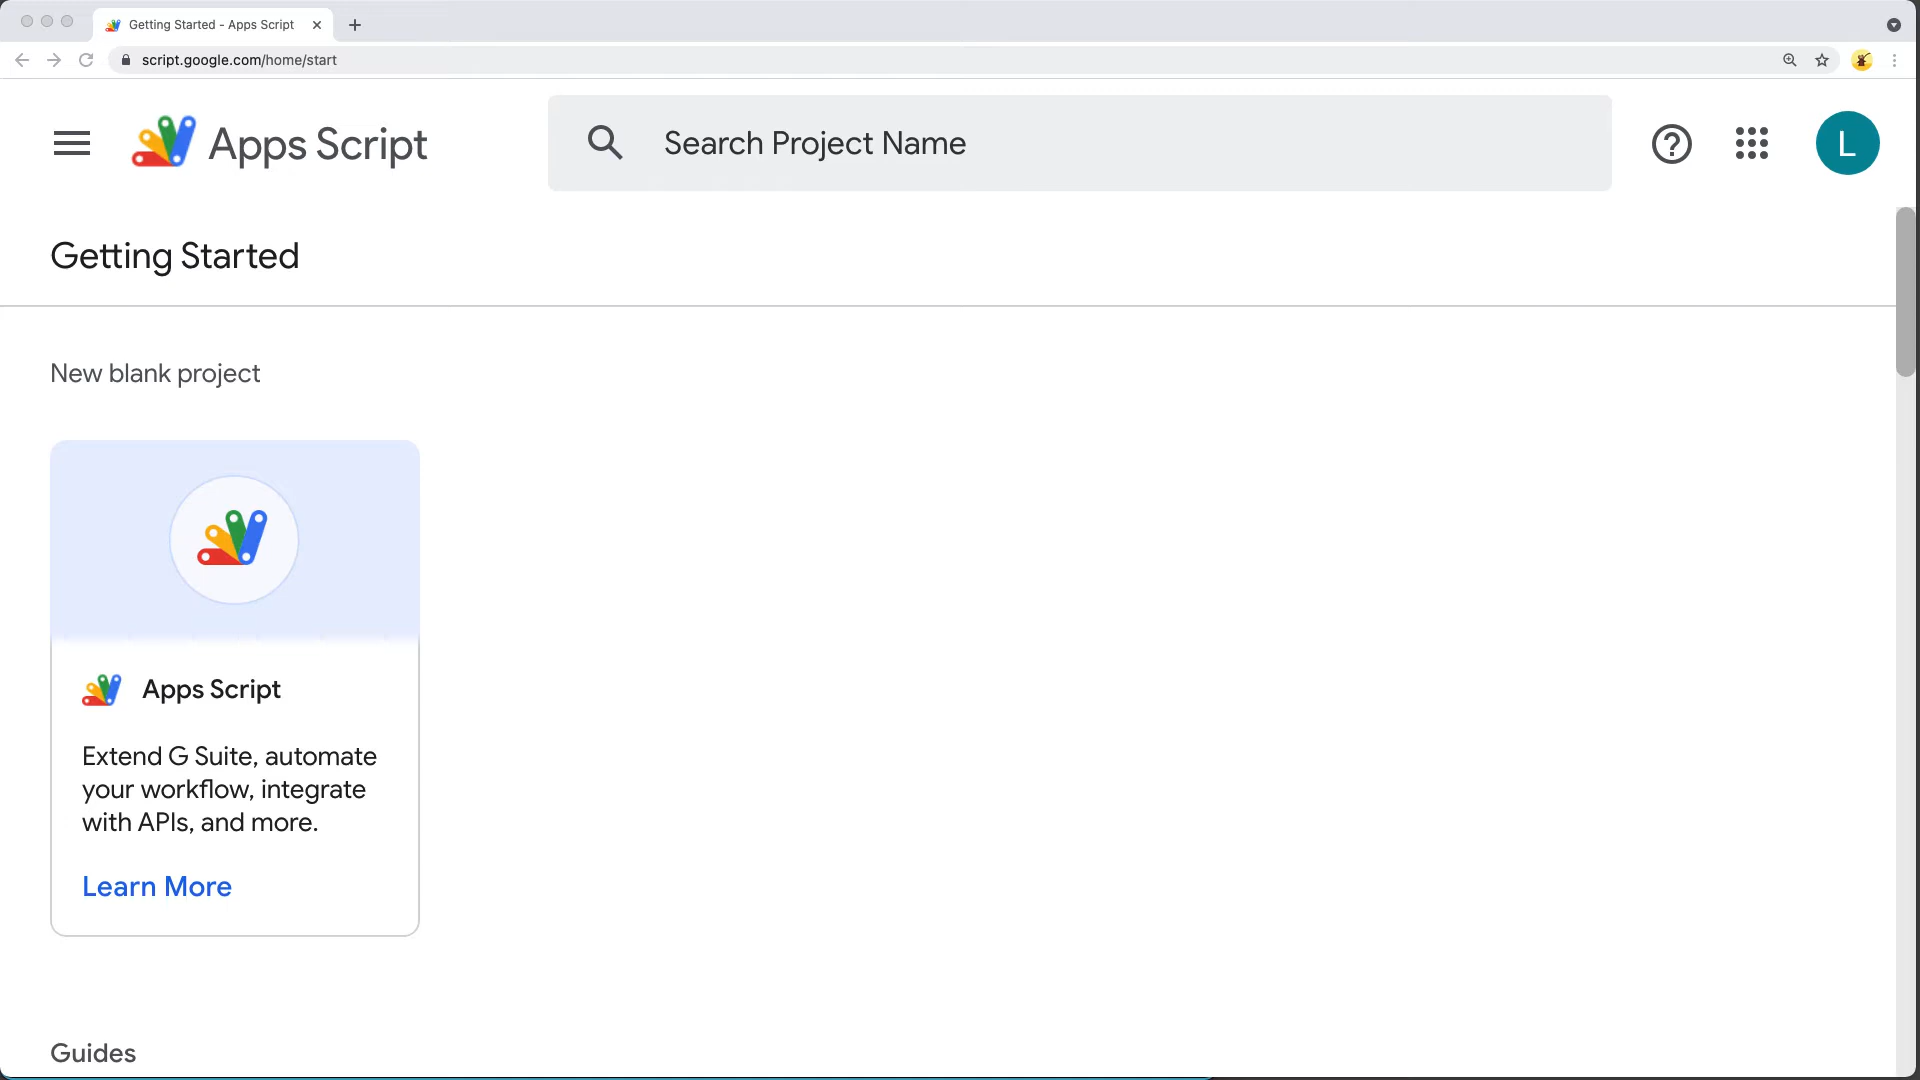 Getting Started - Apps Script
script.google.com/home/start
Apps Script
Search Project Name
L
Getting Started
New blank project
Apps Script
Extend G Suite, automate
your workflow, integrate
with APIs, and more.
Learn More
Guides